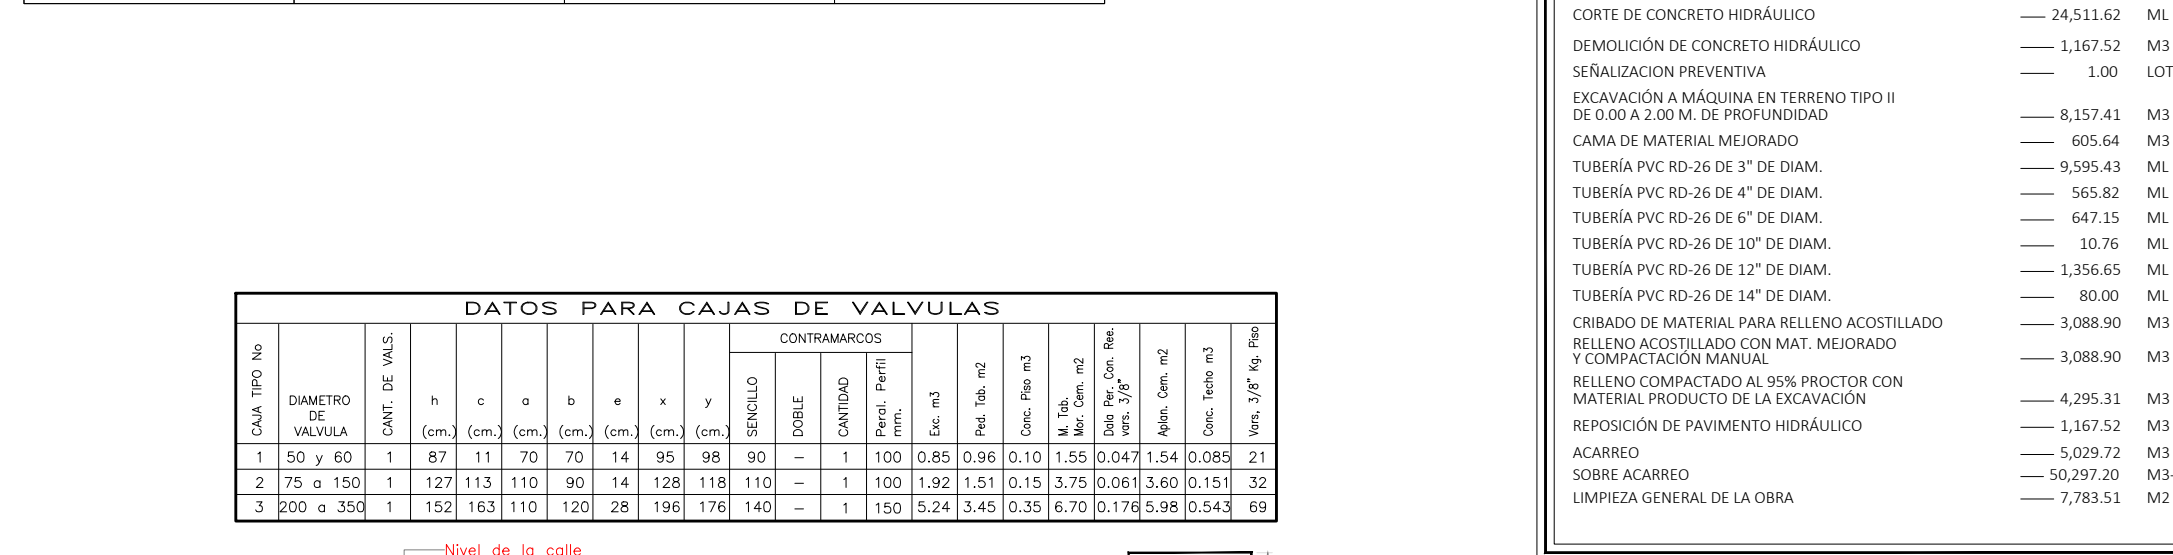 DATOS PARA CAJAS DE VALVULAS
CAJA TIPO No
DIAMETRO
DE
VALVULA
CANT. DE VALS.
h
(cm.)
c
(cm.)
a
(cm.)
b
(cm.)
e
(cm.)
x
(cm.)
y
(cm.)
CONTRAMARCOS
SENCILLO
DOBLE
CANTIDAD
Peral. Perfil
mm.
Exc. m3
Ped. Tab. m2
Conc. Piso m3
M. Tab.
Mor. Cem. m2
Dala Per. Con. Ree.
vars. 3/8"
Aplan. Cem. m2
Conc. Techo m3
Vars, 3/8" Kg. Piso
1 50 y 60 1 87 11 70 70 14 95 98 90 – 1 100 0.85 0.96 0.10 1.55 0.047 1.54 0.085 21
2 75 a 150 1 127 113 110 90 14 128 118 110 – 1 100 1.92 1.51 0.15 3.75 0.061 3.60 0.151 32
3 200 a 350 1 152 163 110 120 28 196 176 140 – 1 150 5.24 3.45 0.35 6.70 0.176 5.98 0.543 69
Nivel de la calle
CORTE DE CONCRETO HIDRÁULICO 24,511.62 ML
DEMOLICIÓN DE CONCRETO HIDRÁULICO 1,167.52 M3
SEÑALIZACION PREVENTIVA 1.00 LOT
EXCAVACIÓN A MÁQUINA EN TERRENO TIPO II
DE 0.00 A 2.00 M. DE PROFUNDIDAD 8,157.41 M3
CAMA DE MATERIAL MEJORADO 605.64 M3
TUBERÍA PVC RD-26 DE 3" DE DIAM. 9,595.43 ML
TUBERÍA PVC RD-26 DE 4" DE DIAM. 565.82 ML
TUBERÍA PVC RD-26 DE 6" DE DIAM. 647.15 ML
TUBERÍA PVC RD-26 DE 10" DE DIAM. 10.76 ML
TUBERÍA PVC RD-26 DE 12" DE DIAM. 1,356.65 ML
TUBERÍA PVC RD-26 DE 14" DE DIAM. 80.00 ML
CRIBADO DE MATERIAL PARA RELLENO ACOSTILLADO 3,088.90 M3
RELLENO ACOSTILLADO CON MAT. MEJORADO
Y COMPACTACIÓN MANUAL 3,088.90 M3
RELLENO COMPACTADO AL 95% PROCTOR CON
MATERIAL PRODUCTO DE LA EXCAVACIÓN 4,295.31 M3
REPOSICIÓN DE PAVIMENTO HIDRÁULICO 1,167.52 M3
ACARREO 5,029.72 M3
SOBRE ACARREO 50,297.20 M3-
LIMPIEZA GENERAL DE LA OBRA 7,783.51 M2